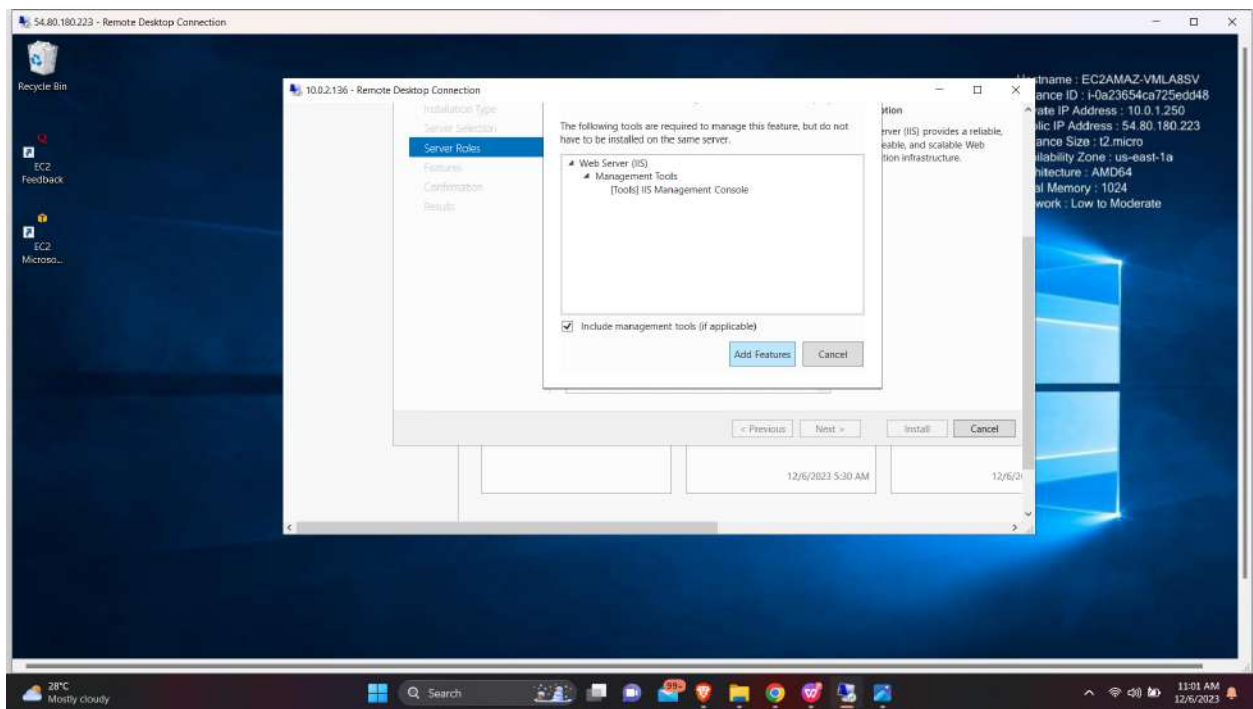 54.80.180.223 - Remote Desktop Connection
Recycle Bin
EC2
Feedback
EC2
Microso...
stname : EC2AMAZ-VMLA8SV
ance ID : i-0a23654ca725edd48
vate IP Address : 10.0.1.250
lic IP Address : 54.80.180.223
ance Size : t2.micro
ilability Zone : us-east-1a
hitecture : AMD64
al Memory : 1024
work : Low to Moderate
10.0.2.136 - Remote Desktop Connection
Installation Type
Server Selection
Server Roles
Features
Confirmation
Results
The following tools are required to manage this feature, but do not
have to be installed on the same server.
Web Server (IIS)
Management Tools
[Tools] IIS Management Console
Include management tools (if applicable)
Add Features
Cancel
ption
erver (IIS) provides a reliable,
eable, and scalable Web
tion infrastructure.
< Previous
Next >
Install
Cancel
12/6/2023 5:30 AM
12/6/2
28°C
Mostly cloudy
Search
99+
11:01 AM
12/6/2023